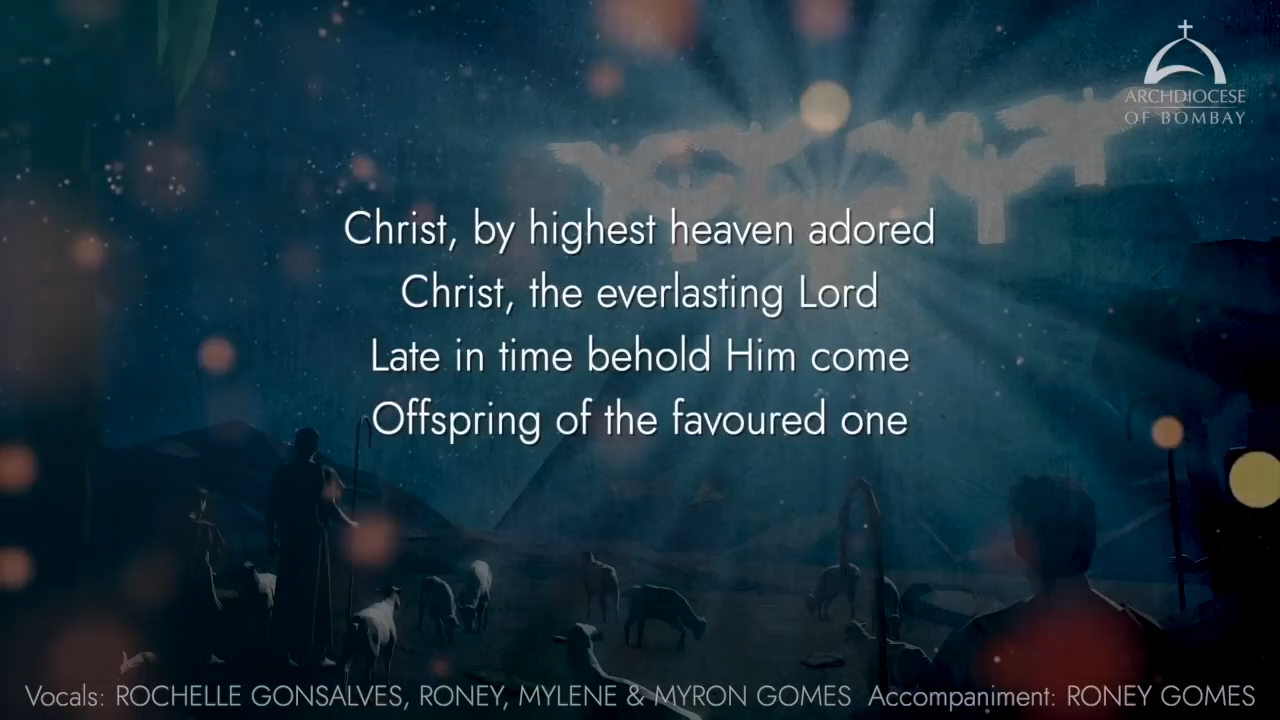 ARCHDIOCESE
OF BOMBAY
Christ, by highest heaven adored
Christ, the everlasting Lord
Late in time behold Him come
Offspring of the favoured one
Vocals: ROCHELLE GONSALVES, RONEY, MYLENE & MYRON GOMES Accompaniment: RONEY GOMES